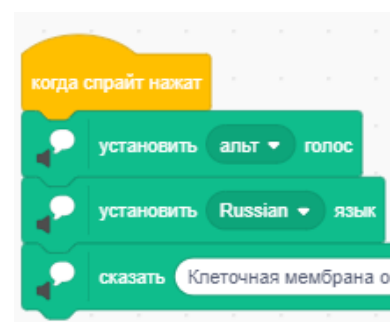 когда спрайт нажат
установить альт голос
установить Russian язык
сказать Клеточная мембрана о